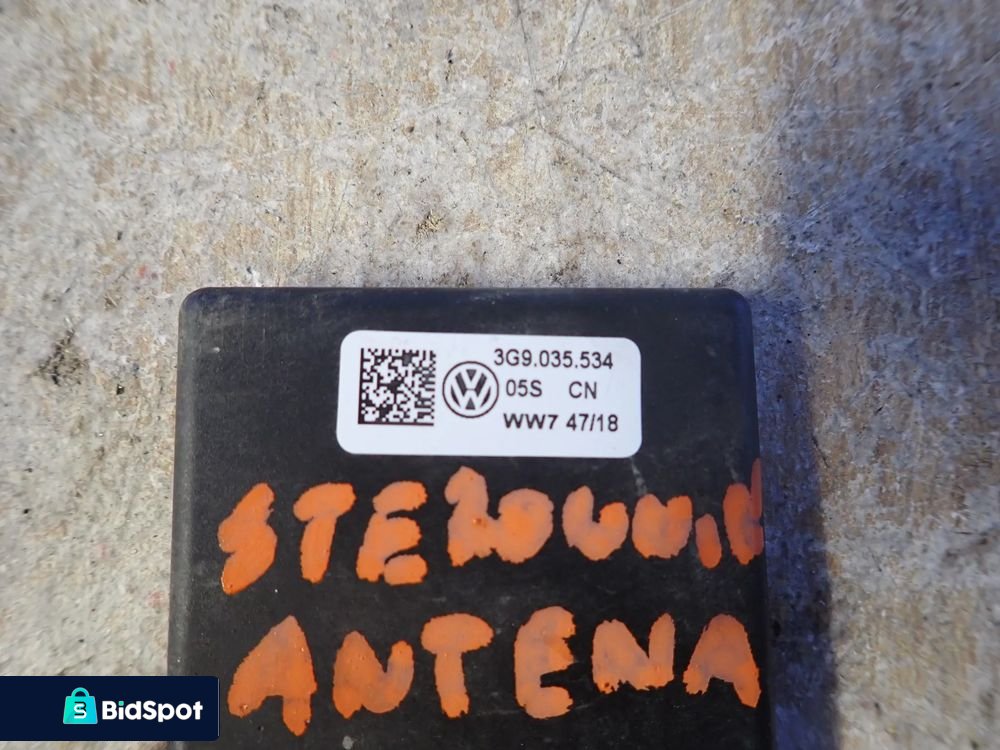 3G9.035.534
05S CN
WW7 47/18
ANTENA
BidSpot